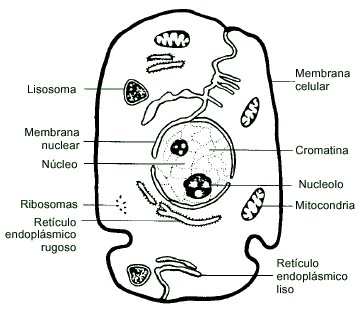 Lisosoma
Membrana
nuclear
Núcleo
Ribosomas
Retículo
endoplásmico
rugoso
Membrana
celular
Cromatina
Nucleolo
Mitocondria
Retículo
endoplásmico
liso